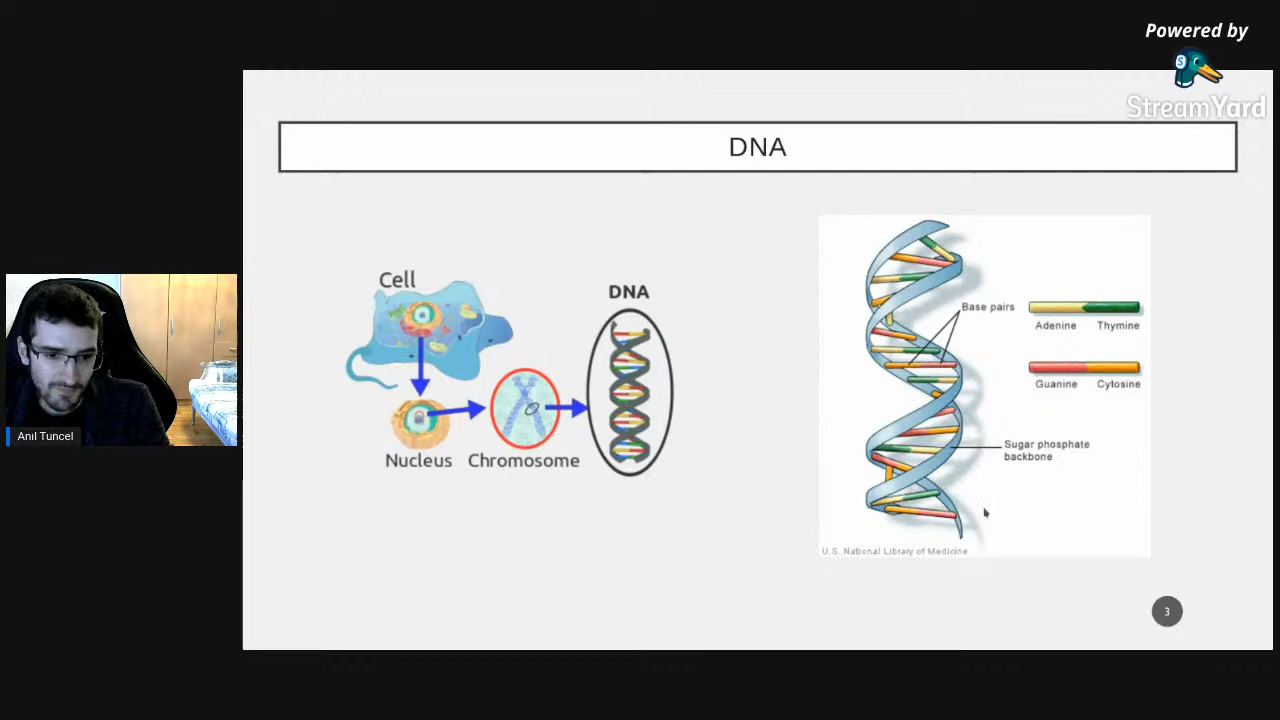 Powered by
StreamYard
DNA
Cell
DNA
Nucleus
Chromosome
Base pairs
Adenine
Thymine
Guanine
Cytosine
Sugar phosphate
backbone
U.S. National Library of Medicine
3
Anıl Tuncel